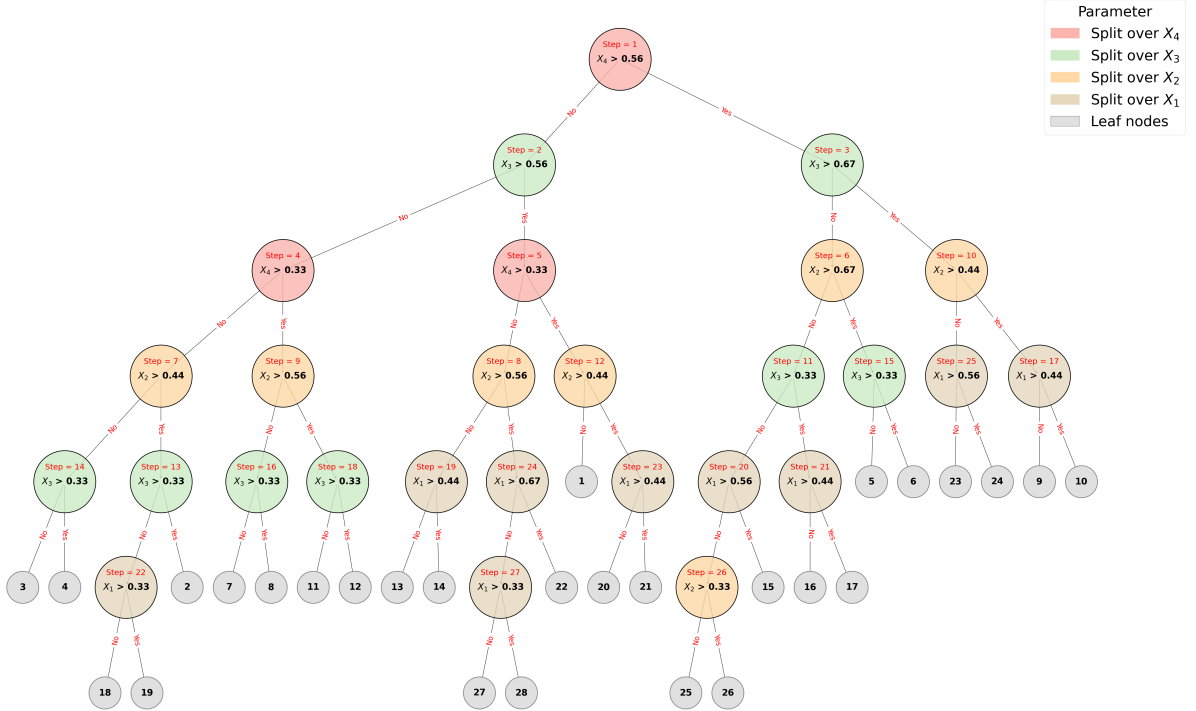 Parameter
Split over X4
Split over X3
Split over X2
Split over X1
Leaf nodes
Step = 1
X4 > 0.56
No
Yes
Step = 2
X3 > 0.56
Step = 3
X3 > 0.67
No
Yes
No
Yes
Step = 4
X4 > 0.33
Step = 5
X4 > 0.33
Step = 6
X2 > 0.67
Step = 10
X2 > 0.44
No
Yes
No
Yes
No
Yes
No
Yes
Step = 7
X2 > 0.44
Step = 9
X2 > 0.56
Step = 8
X2 > 0.56
Step = 12
X2 > 0.44
Step = 11
X3 > 0.33
Step = 15
X3 > 0.33
Step = 25
X1 > 0.56
Step = 17
X1 > 0.44
No
Yes
No
Yes
No
Yes
No
Yes
No
Yes
No
Yes
No
Yes
No
Yes
Step = 14
X3 > 0.33
Step = 13
X3 > 0.33
Step = 16
X3 > 0.33
Step = 18
X3 > 0.33
Step = 19
X1 > 0.44
Step = 24
X1 > 0.67
1
Step = 23
X1 > 0.44
Step = 20
X1 > 0.56
Step = 21
X1 > 0.44
5
6
23
24
9
10
No
Yes
No
Yes
No
Yes
No
Yes
No
Yes
No
Yes
No
Yes
No
Yes
No
Yes
3
4
Step = 22
X1 > 0.33
2
7
8
11
12
13
14
Step = 27
X1 > 0.33
22
20
21
Step = 26
X2 > 0.33
15
16
17
No
Yes
No
Yes
No
Yes
18
19
27
28
25
26